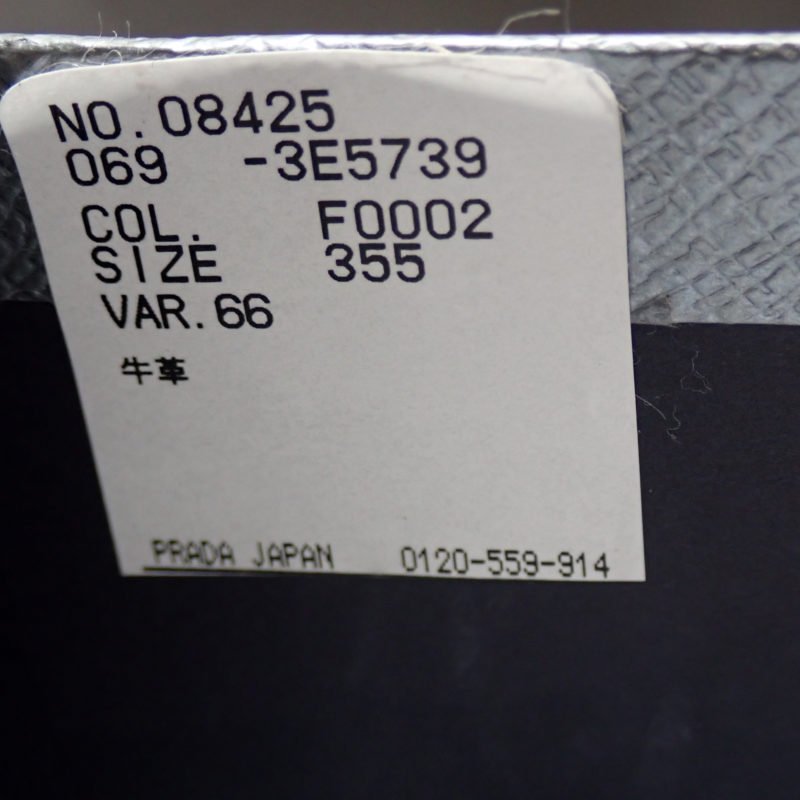 NO.08425
069 -3E5739
COL. F0002
SIZE 355
VAR.66
牛革
PRADA JAPAN 0120-559-914